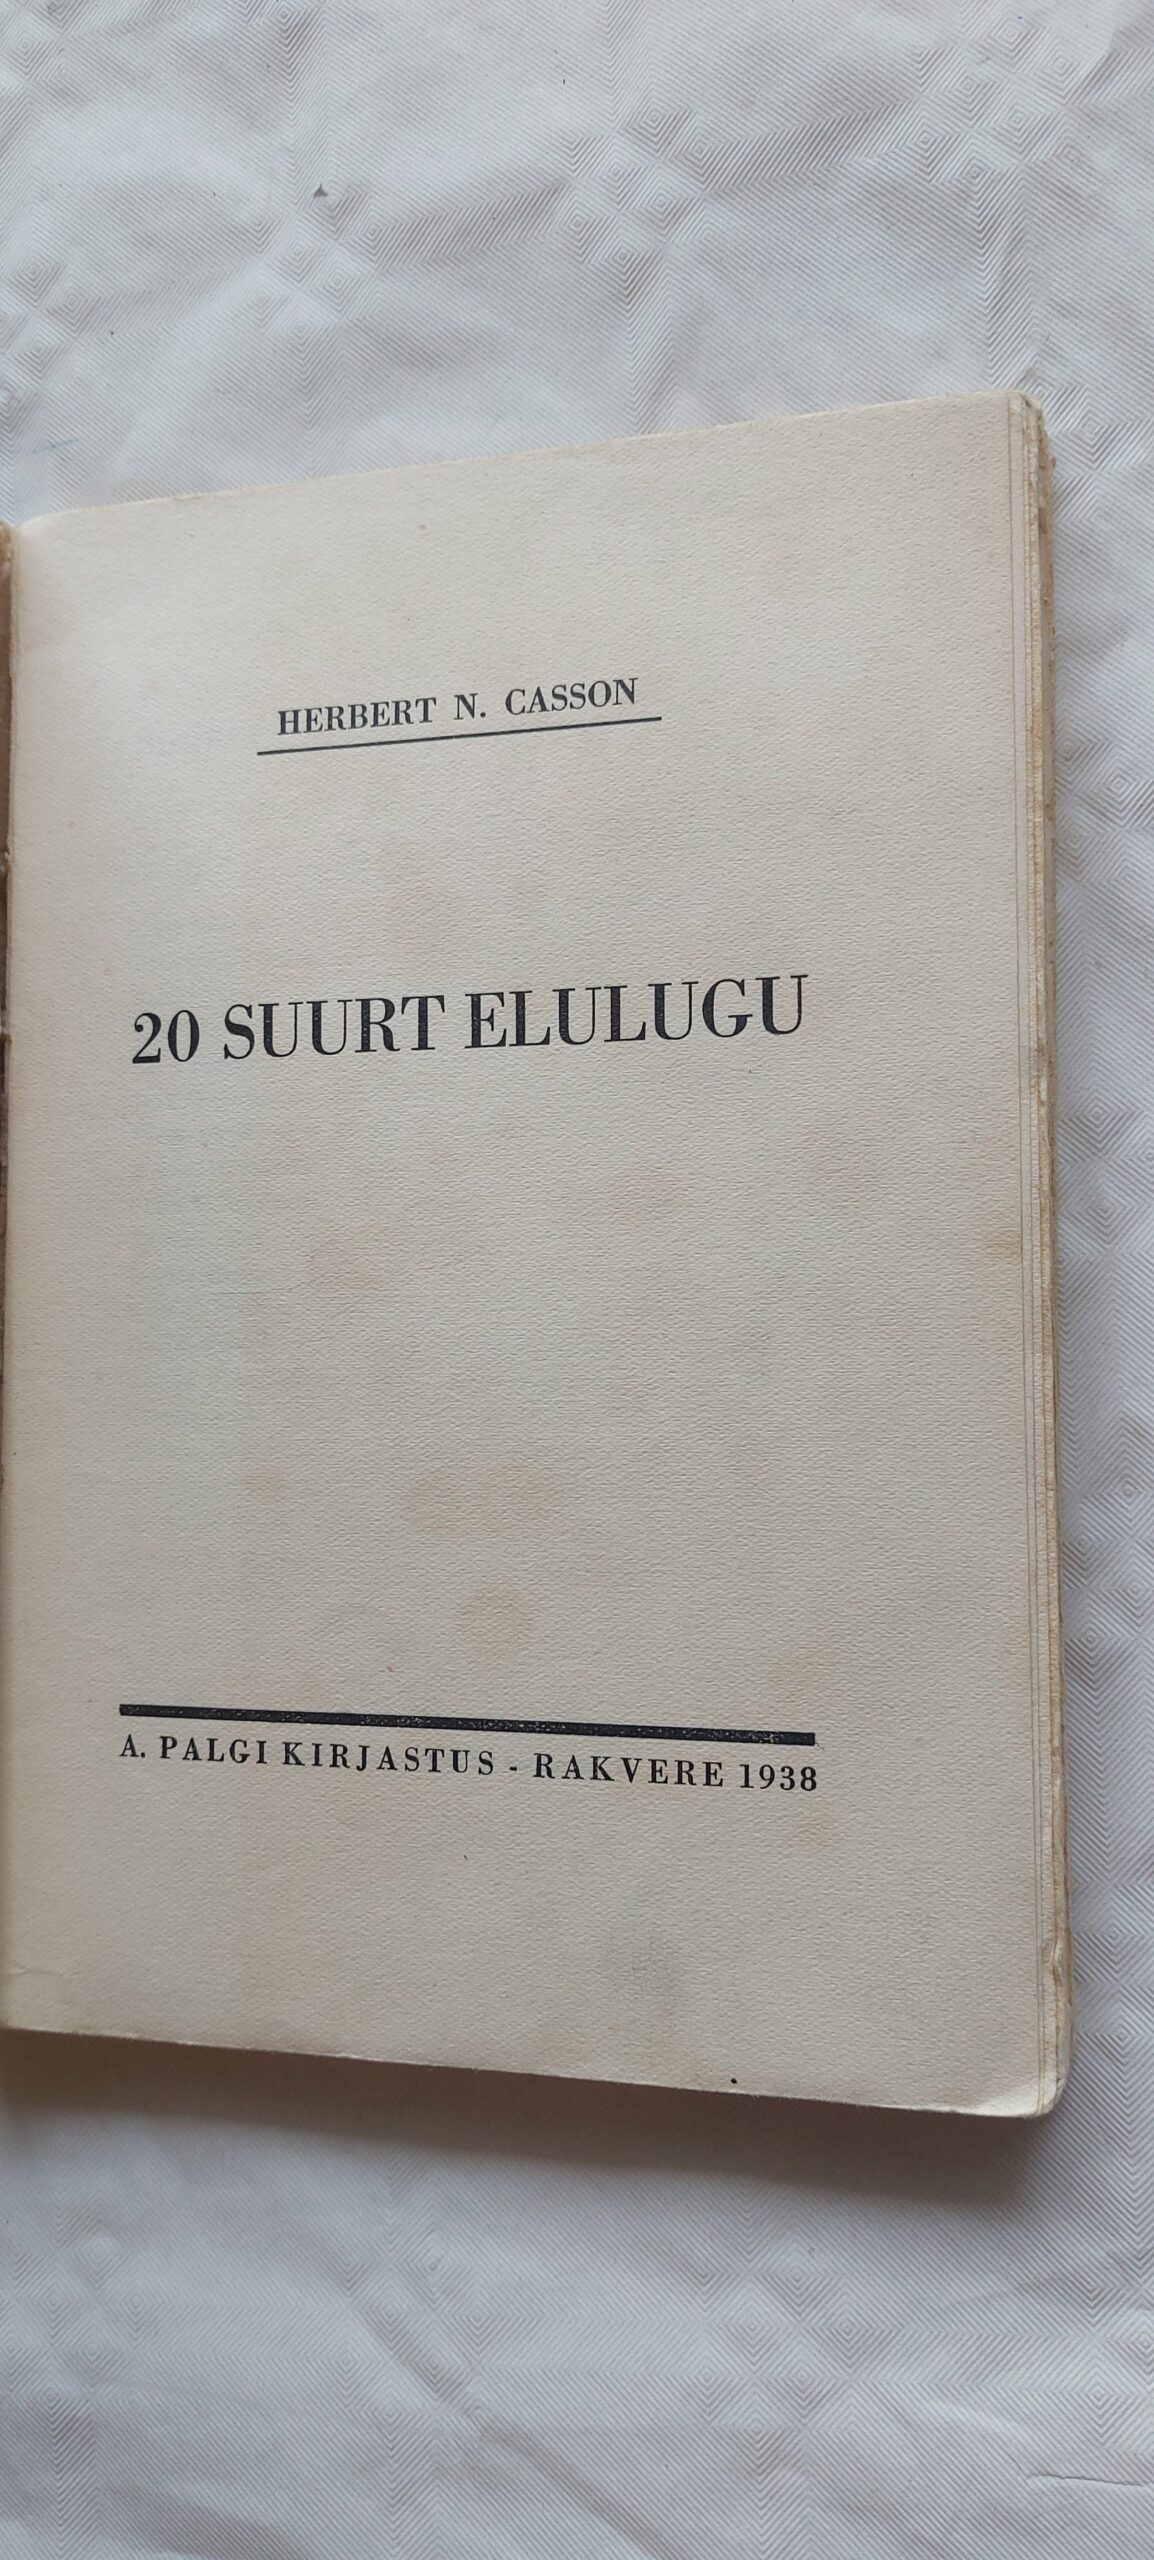 HERBERT N. CASSON
20 SUURT ELULUGU
A. PALGI KIRJASTUS - RAKVERE 1938